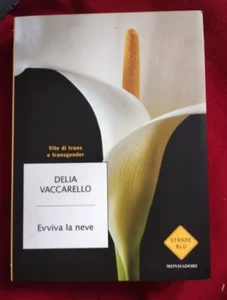 Vite di trans
e transgender
DELIA
VACCARELLO
Evviva la neve
STRADE
BLU
MONDADORI